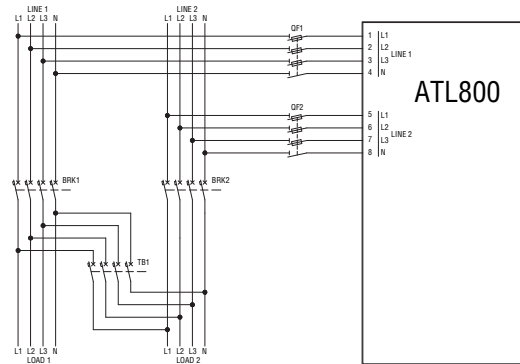 LINE 1
L1 L2 L3 N
LINE 2
L1 L2 L3 N
QF1
1 L1
2 L2
3 L3
4 N
LINE 1
ATL800
QF2
5 L1
6 L2
7 L3
8 N
LINE 2
BRK1
BRK2
TB1
L1 L2 L3 N
LOAD 1
L1 L2 L3 N
LOAD 2